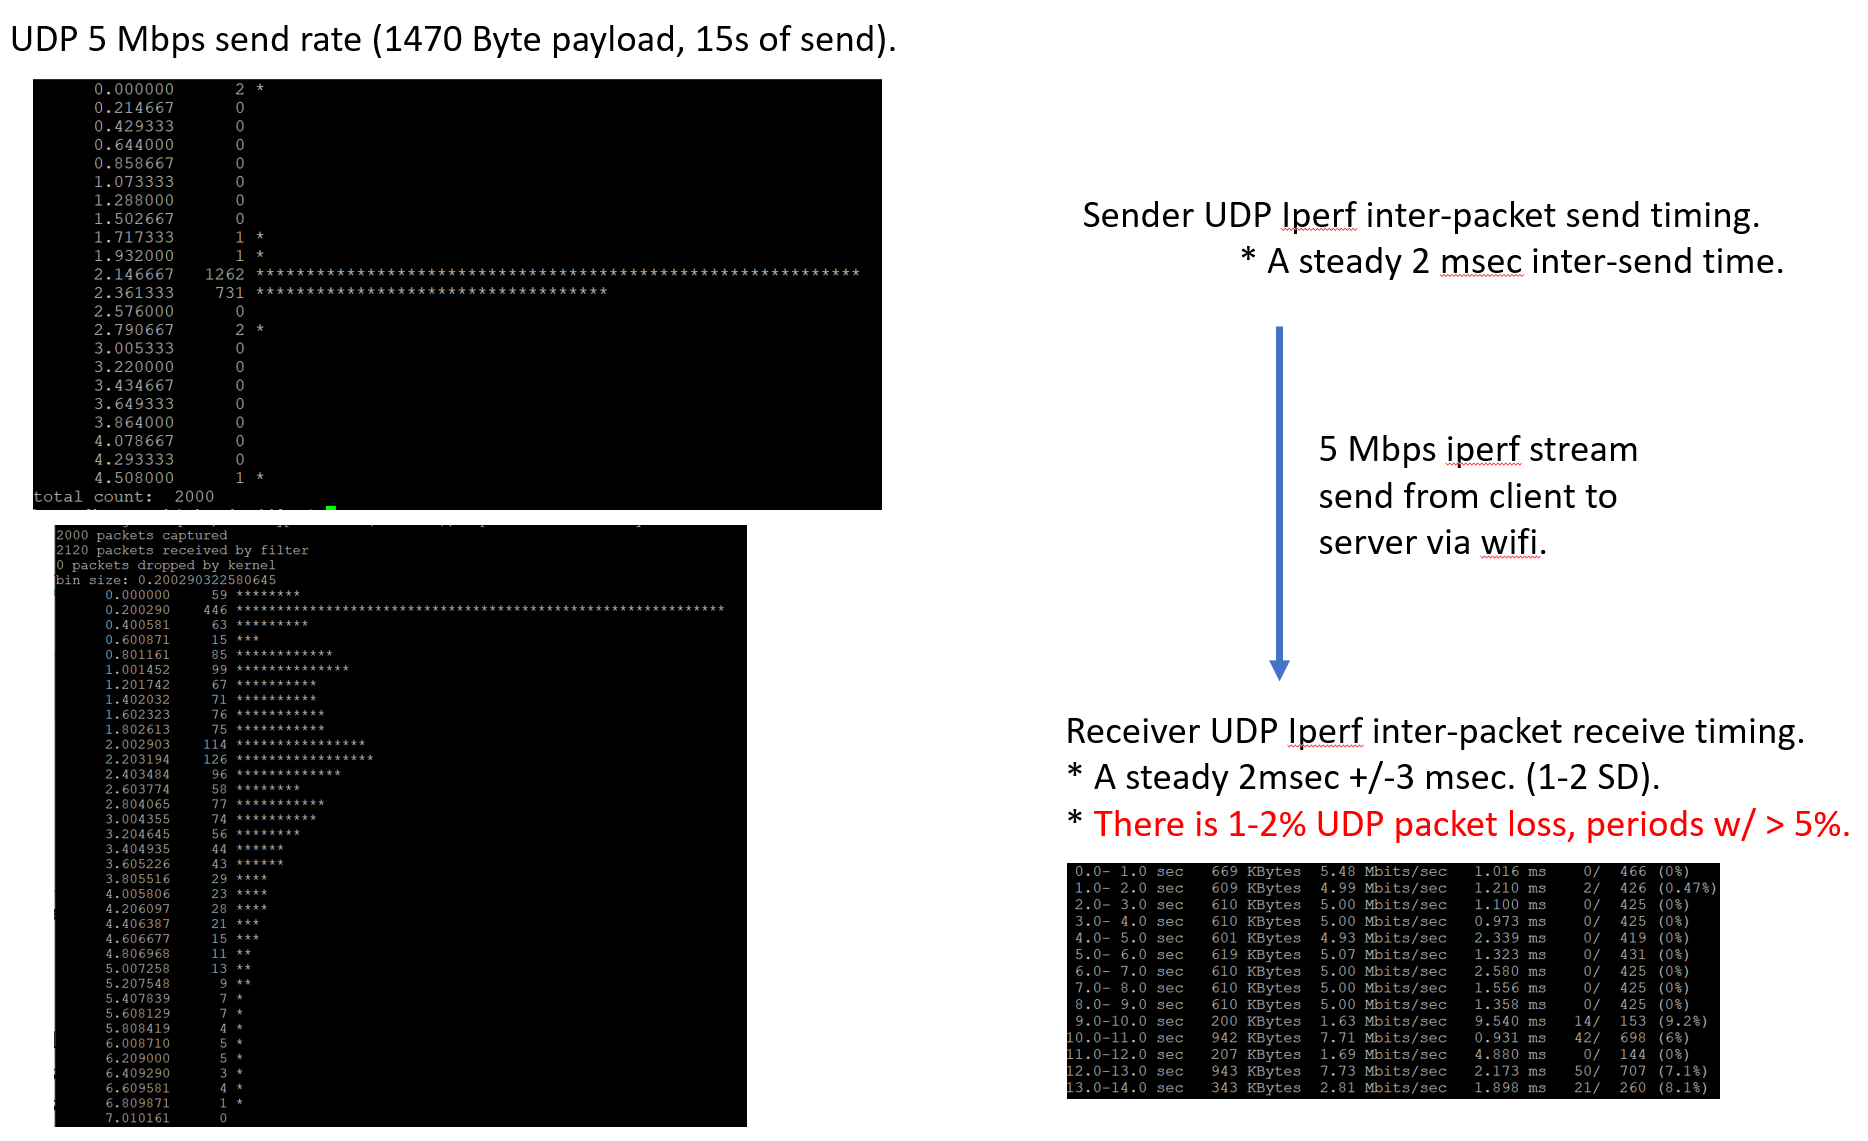 UDP 5 Mbps send rate (1470 Byte payload, 15s of send).
0.000000 2 *
0.214667 0
0.429333 0
0.644000 0
0.858667 0
1.073333 0
1.288000 0
1.502667 0
1.717333 1 *
1.932000 1 *
2.146667 1262 ************************************************************
2.361333 731 ***********************************
2.576000 0
2.790667 2 *
3.005333 0
3.220000 0
3.434667 0
3.649333 0
3.864000 0
4.078667 0
4.293333 0
4.508000 1 *
total count: 2000
2000 packets captured
2120 packets received by filter
0 packets dropped by kernel
bin size: 0.200290322580645
0.000000 59 ********
0.200290 446 ************************************************************
0.400581 63 *********
0.600871 15 ***
0.801161 85 ************
1.001452 99 **************
1.201742 67 **********
1.402032 71 **********
1.602323 76 ***********
1.802613 75 ***********
2.002903 114 ****************
2.203194 126 *****************
2.403484 96 *************
2.603774 58 ********
2.804065 77 ***********
3.004355 74 **********
3.204645 56 ********
3.404935 44 ******
3.605226 43 ******
3.805516 29 ****
4.005806 23 ****
4.206097 28 ****
4.406387 21 ***
4.606677 15 ***
4.806968 11 **
5.007258 13 **
5.207548 9 **
5.407839 7 *
5.608129 7 *
5.808419 4 *
6.008710 5 *
6.209000 5 *
6.409290 3 *
6.609581 4 *
6.809871 1 *
7.010161 0
Sender UDP Iperf inter-packet send timing.
* A steady 2 msec inter-send time.
5 Mbps iperf stream
send from client to
server via wifi.
Receiver UDP Iperf inter-packet receive timing.
* A steady 2msec +/-3 msec. (1-2 SD).
* There is 1-2% UDP packet loss, periods w/ > 5%.
0.0- 1.0 sec 669 KBytes 5.48 Mbits/sec 1.016 ms 0/ 466 (0%)
1.0- 2.0 sec 609 KBytes 4.99 Mbits/sec 1.210 ms 2/ 426 (0.47%)
2.0- 3.0 sec 610 KBytes 5.00 Mbits/sec 1.100 ms 0/ 425 (0%)
3.0- 4.0 sec 610 KBytes 5.00 Mbits/sec 0.973 ms 0/ 425 (0%)
4.0- 5.0 sec 601 KBytes 4.93 Mbits/sec 2.339 ms 0/ 419 (0%)
5.0- 6.0 sec 619 KBytes 5.07 Mbits/sec 1.323 ms 0/ 431 (0%)
6.0- 7.0 sec 610 KBytes 5.00 Mbits/sec 2.580 ms 0/ 425 (0%)
7.0- 8.0 sec 610 KBytes 5.00 Mbits/sec 1.556 ms 0/ 425 (0%)
8.0- 9.0 sec 610 KBytes 5.00 Mbits/sec 1.358 ms 0/ 425 (0%)
9.0-10.0 sec 200 KBytes 1.63 Mbits/sec 9.540 ms 14/ 153 (9.2%)
10.0-11.0 sec 942 KBytes 7.71 Mbits/sec 0.931 ms 42/ 698 (6%)
11.0-12.0 sec 207 KBytes 1.69 Mbits/sec 4.880 ms 0/ 144 (0%)
12.0-13.0 sec 943 KBytes 7.73 Mbits/sec 2.173 ms 50/ 707 (7.1%)
13.0-14.0 sec 343 KBytes 2.81 Mbits/sec 1.898 ms 21/ 260 (8.1%)